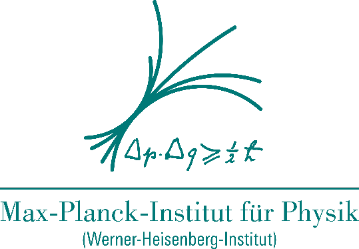 Δp·Δq ≥ ½ ħ
Max-Planck-Institut für Physik
(Werner-Heisenberg-Institut)